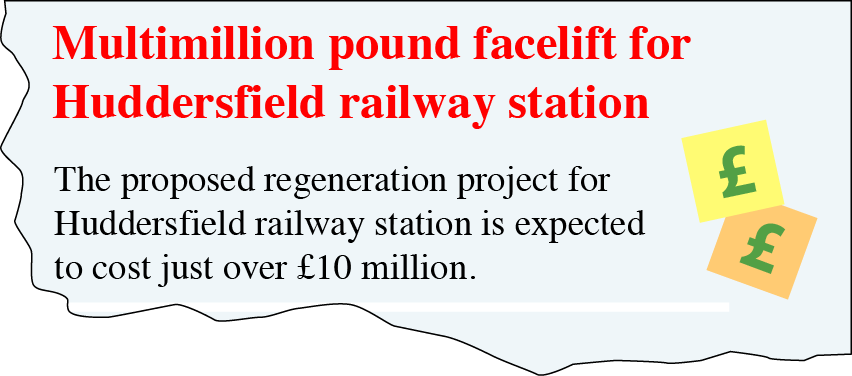 Multimillion pound facelift for
Huddersfield railway station
The proposed regeneration project for
Huddersfield railway station is expected
to cost just over £10 million.
£
£